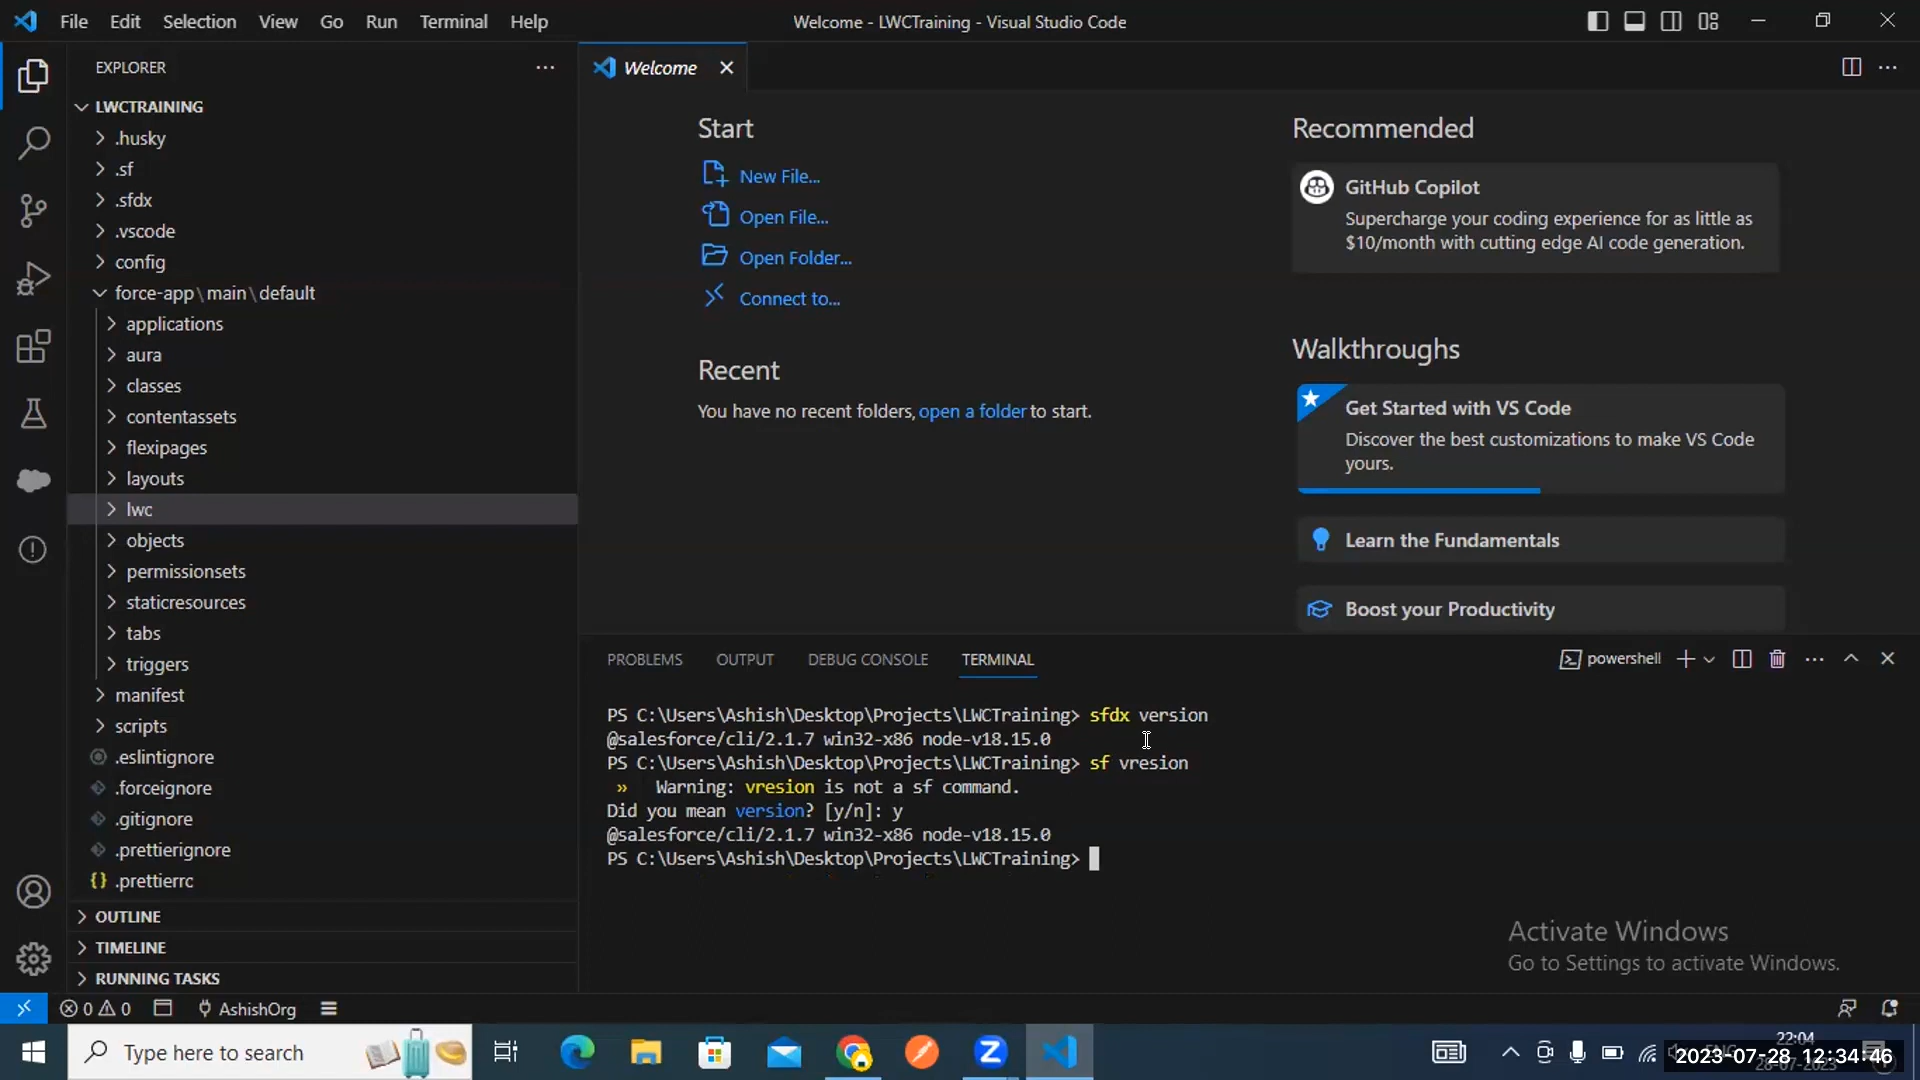 File Edit Selection View Go Run Terminal Help
Welcome - LWCTraining - Visual Studio Code
EXPLORER
LWCTRAINING
.husky
.sf
.sfdx
.vscode
config
force-app\main\default
applications
aura
classes
contentassets
flexipages
layouts
lwc
objects
permissionsets
staticresources
tabs
triggers
manifest
scripts
.eslintignore
.forceignore
.gitignore
.prettierignore
{} .prettierrc
OUTLINE
TIMELINE
RUNNING TASKS
Welcome
Start
New File...
Open File...
Open Folder...
Connect to...
Recent
You have no recent folders, open a folder to start.
Recommended
GitHub Copilot
Supercharge your coding experience for as little as
$10/month with cutting edge AI code generation.
Walkthroughs
Get Started with VS Code
Discover the best customizations to make VS Code
yours.
Learn the Fundamentals
Boost your Productivity
PROBLEMS OUTPUT DEBUG CONSOLE TERMINAL
powershell
PS C:\Users\Ashish\Desktop\Projects\LWCTraining> sfdx version
@salesforce/cli/2.1.7 win32-x86 node-v18.15.0
PS C:\Users\Ashish\Desktop\Projects\LWCTraining> sf vresion
» Warning: vresion is not a sf command.
Did you mean version? [y/n]: y
@salesforce/cli/2.1.7 win32-x86 node-v18.15.0
PS C:\Users\Ashish\Desktop\Projects\LWCTraining>
Activate Windows
Go to Settings to activate Windows.
0 0 AshishOrg
Type here to search
22:04
2023-07-28 12:34:46